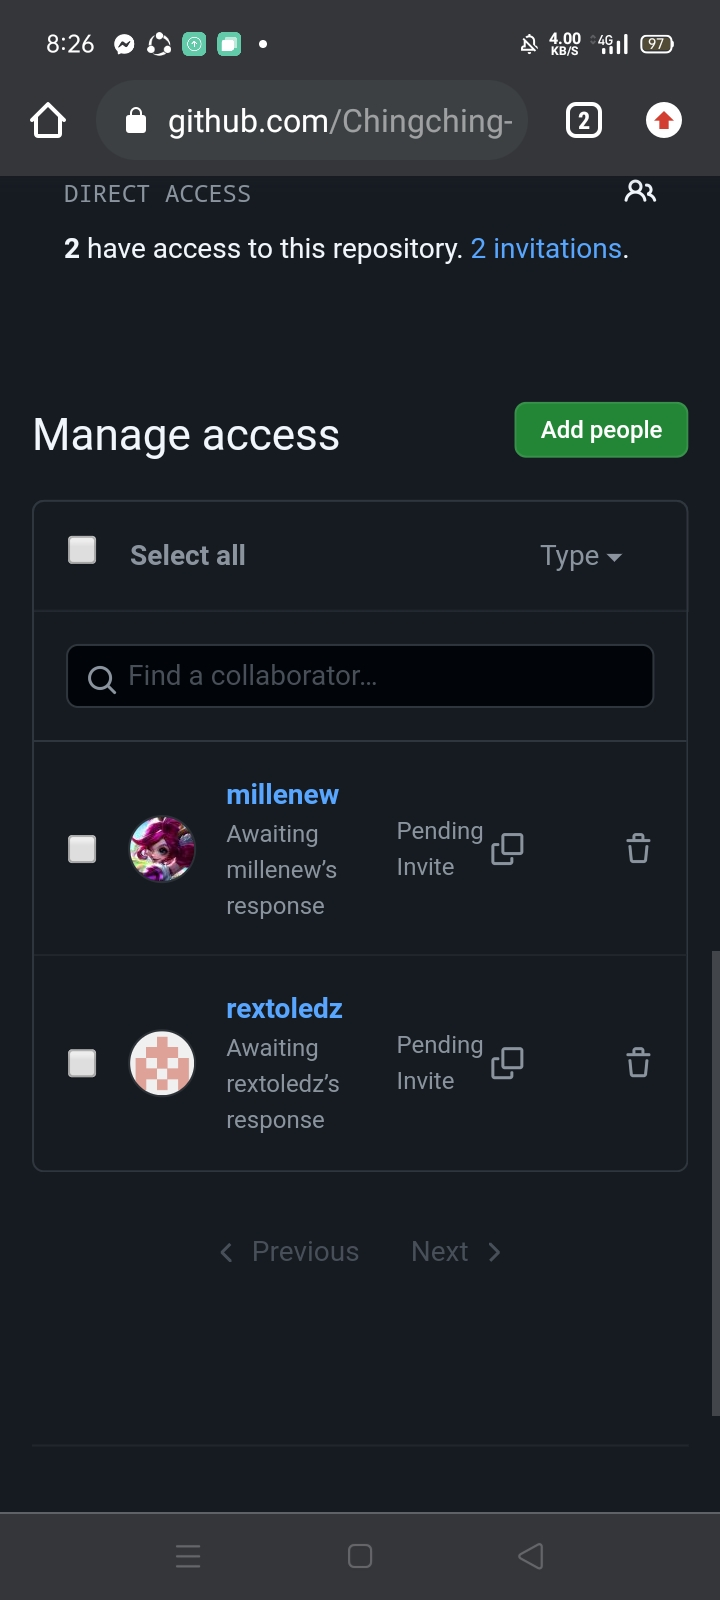 8:26 4.00 KB/S 4G 97
github.com/Chingching-
2
DIRECT ACCESS
2 have access to this repository. 2 invitations.
Manage access
Add people
Select all
Type
Find a collaborator...
millenew
Awaiting
millenew’s
response
Pending
Invite
rextoledz
Awaiting
rextoledz’s
response
Pending
Invite
Previous Next